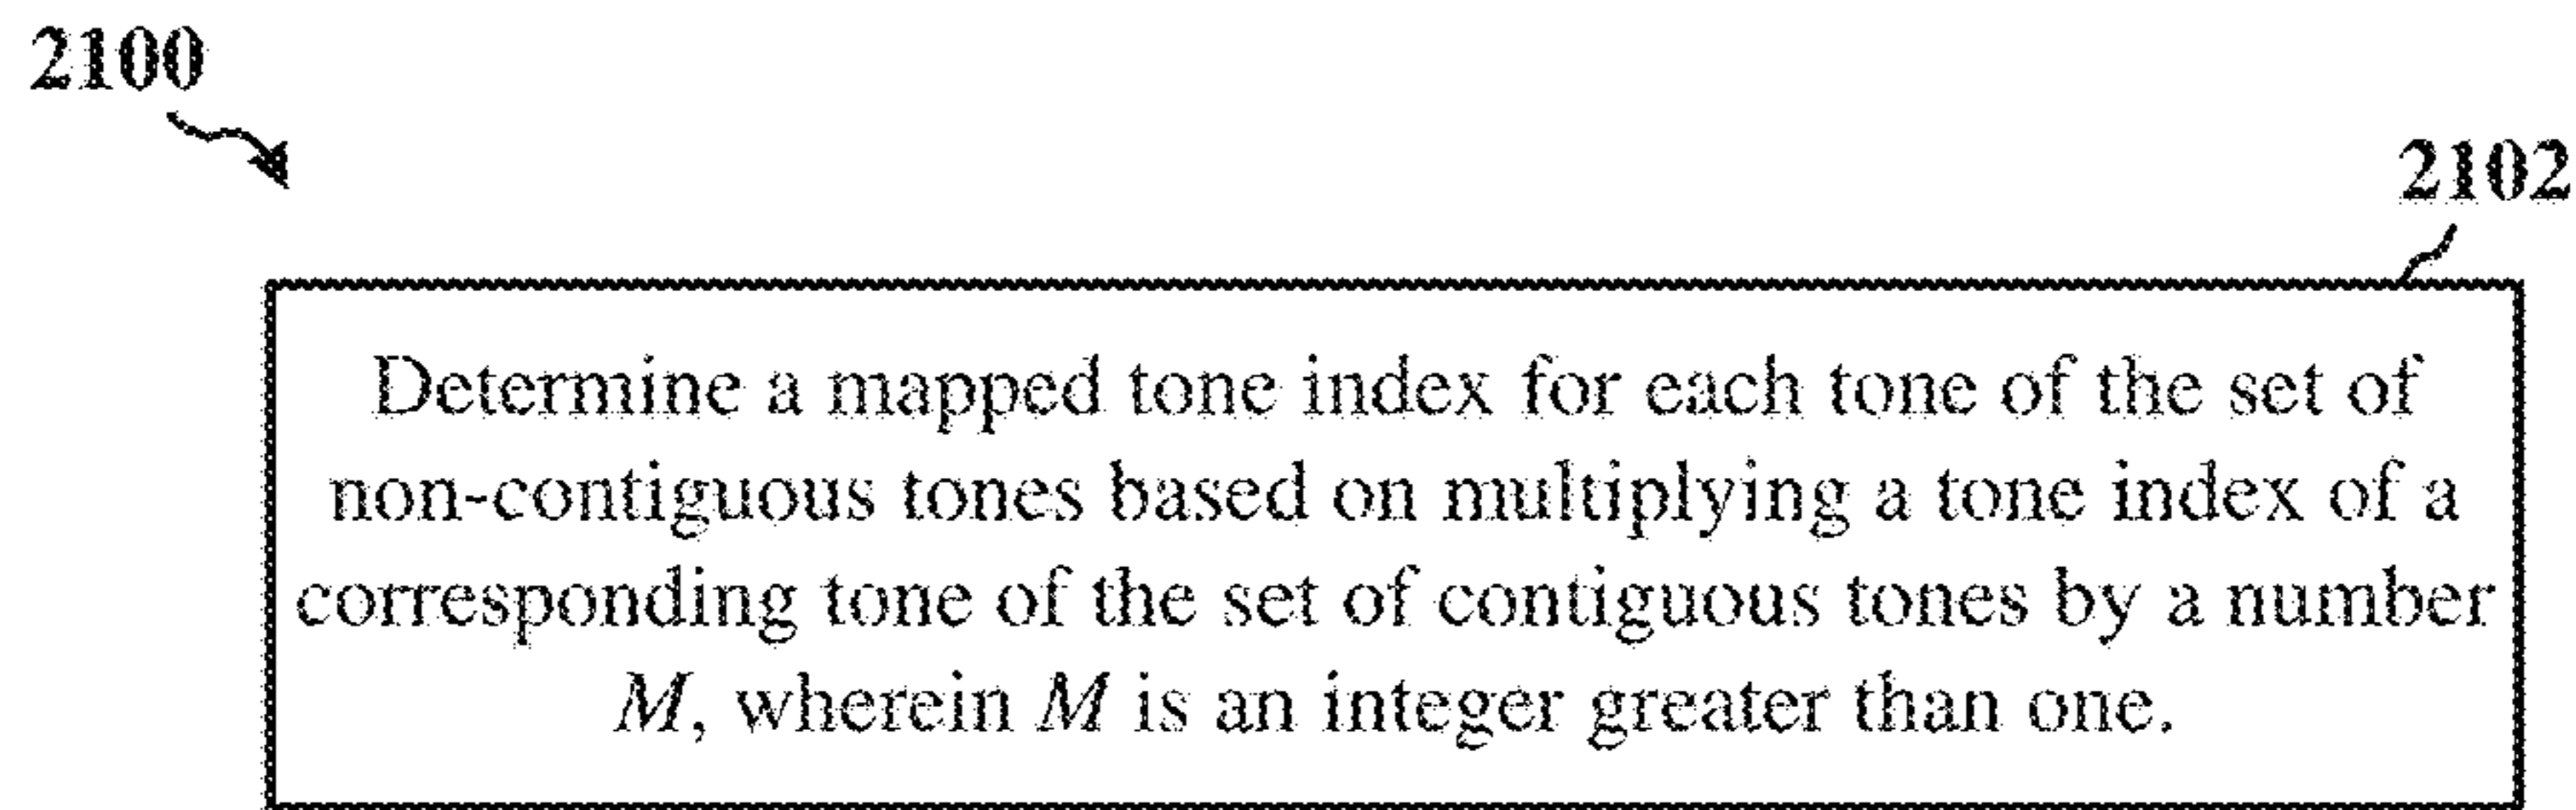 2100
2102
Determine a mapped tone index for each tone of the set of
non-contiguous tones based on multiplying a tone index of a
corresponding tone of the set of contiguous tones by a number
M, wherein M is an integer greater than one.